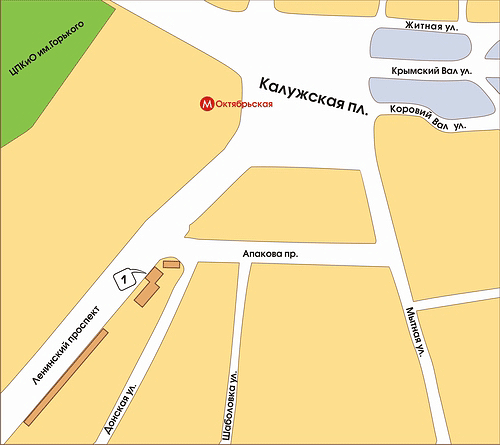 Житная ул.
ЦПКиО им.Горького
Крымский Вал ул.
Калужская пл.
М Октябрьская
Коровий Вал ул.
Апакова пр.
1
Ленинский проспект
Мытная ул.
Донская ул.
Шаболовка ул.